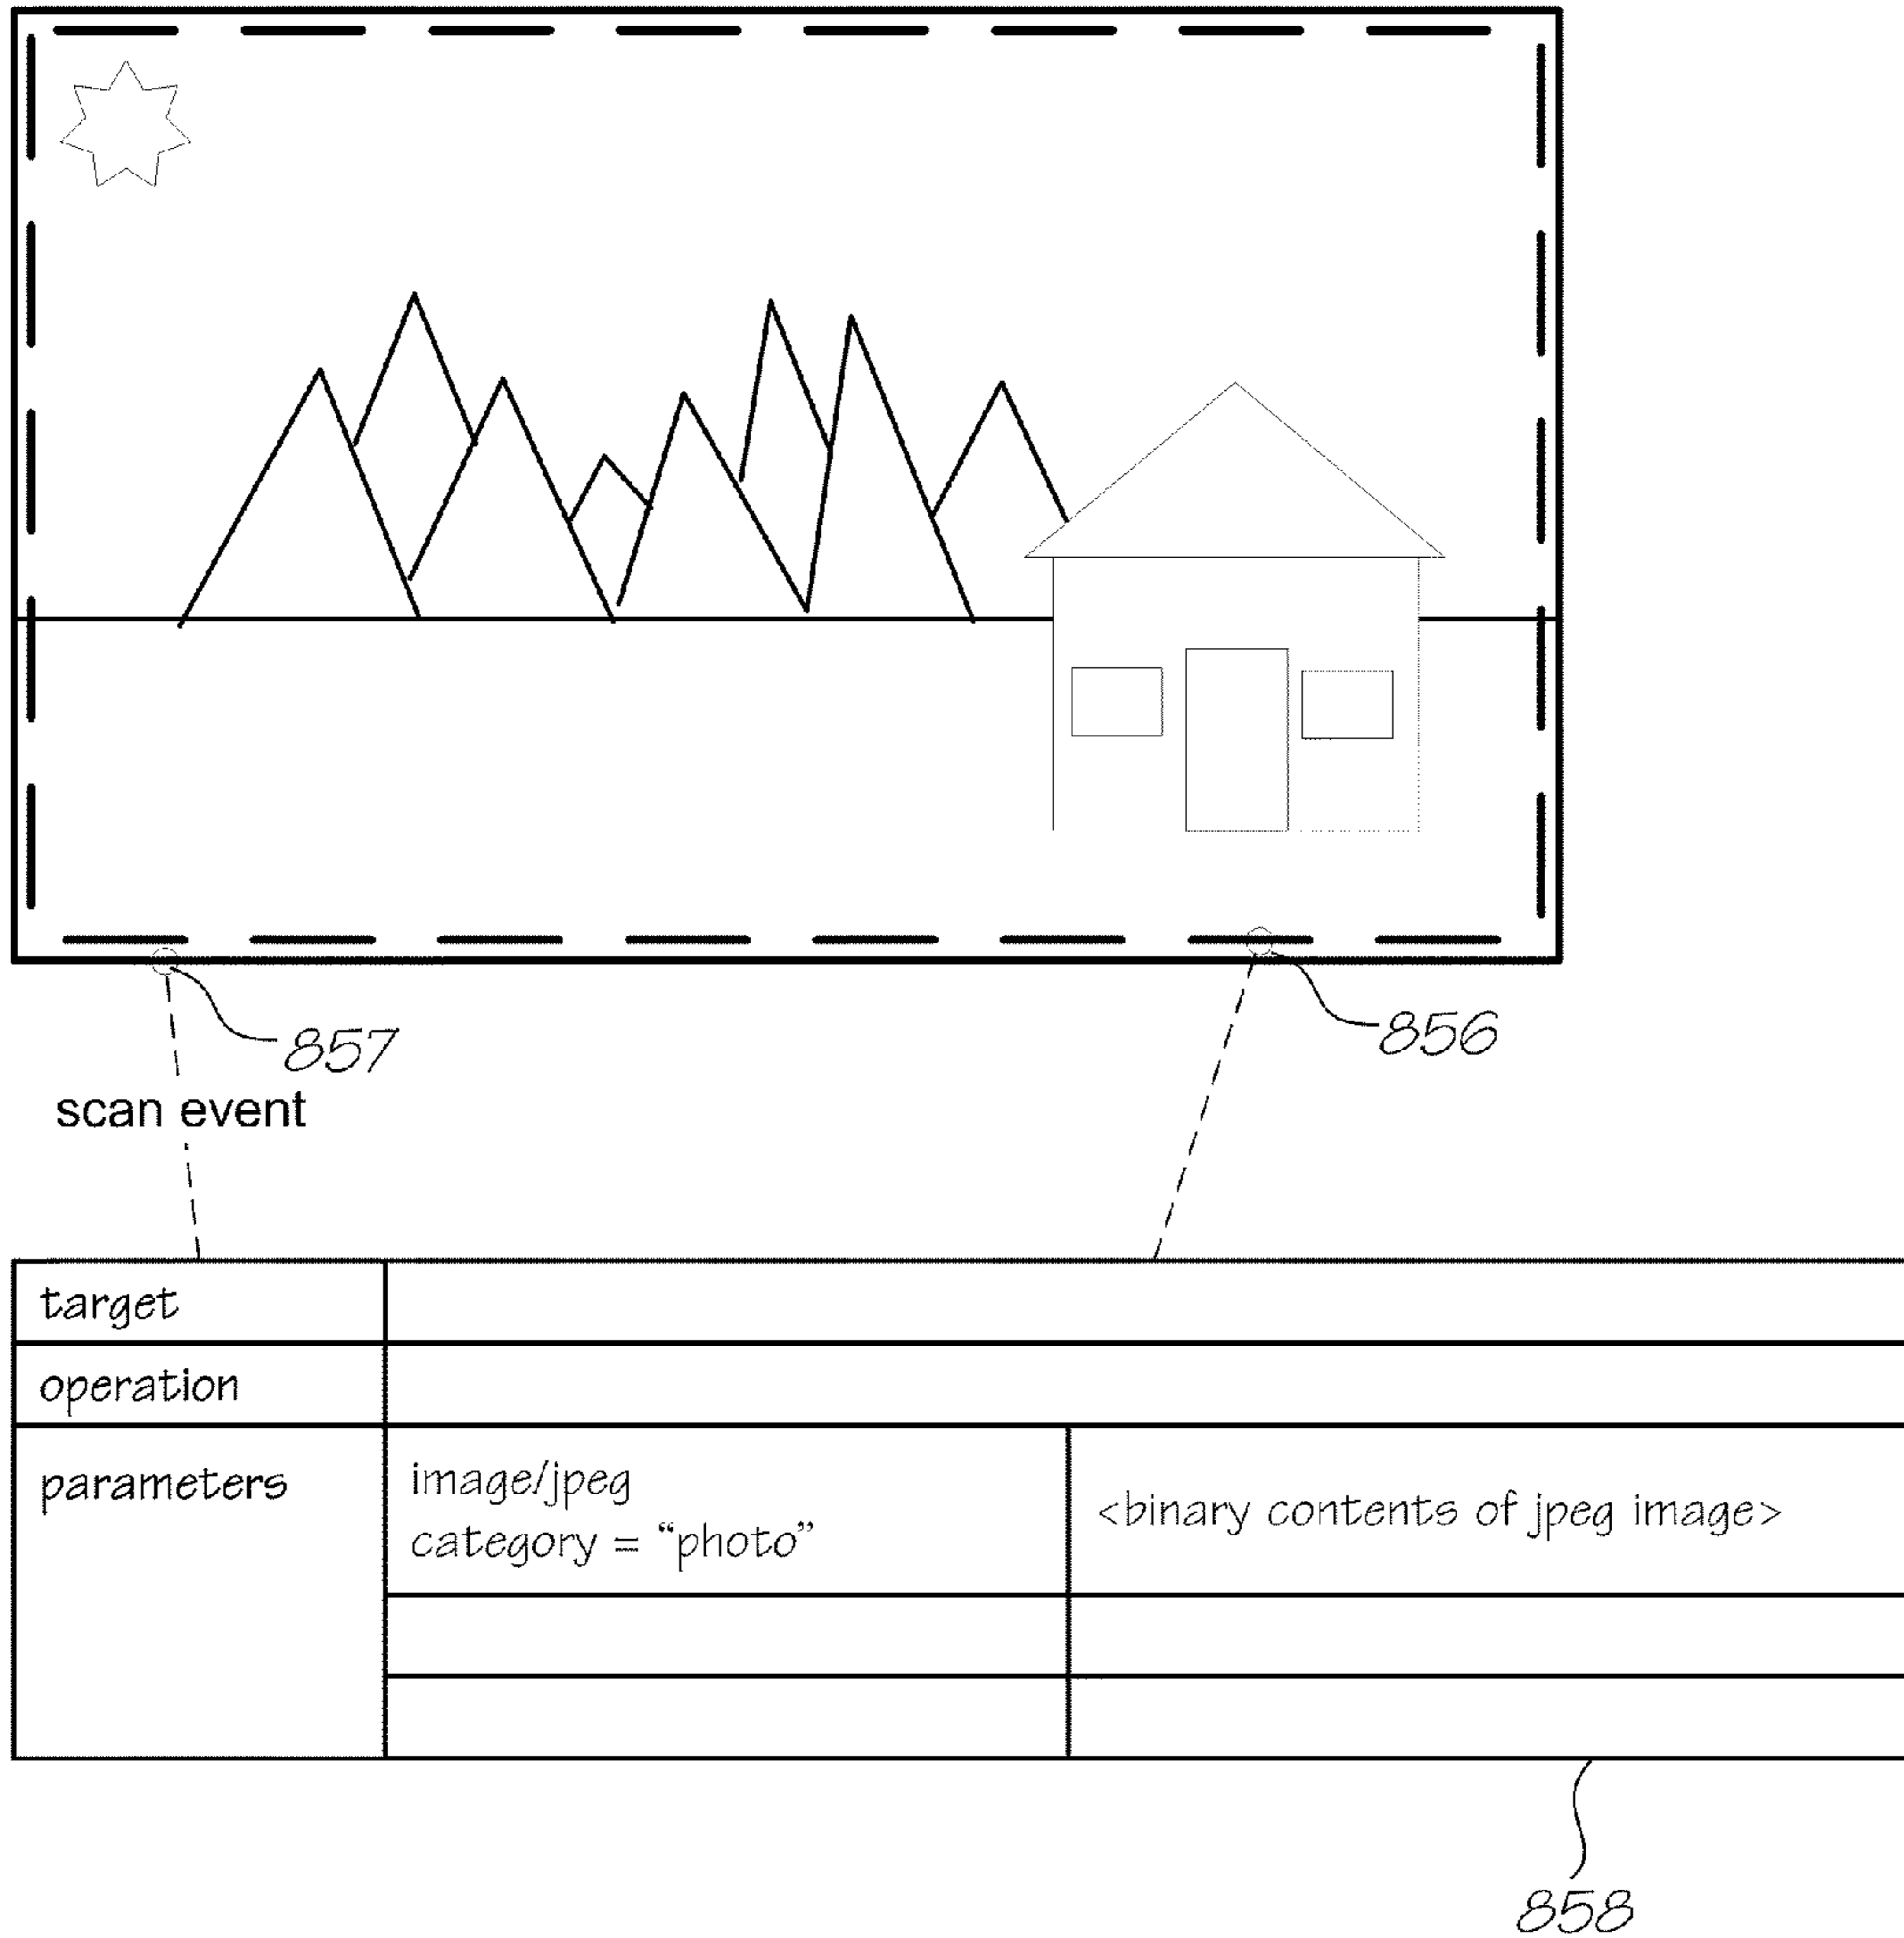 857
856
scan event
target
operation
parameters
image/jpeg
category = “photo”
<binary contents of jpeg image>
858